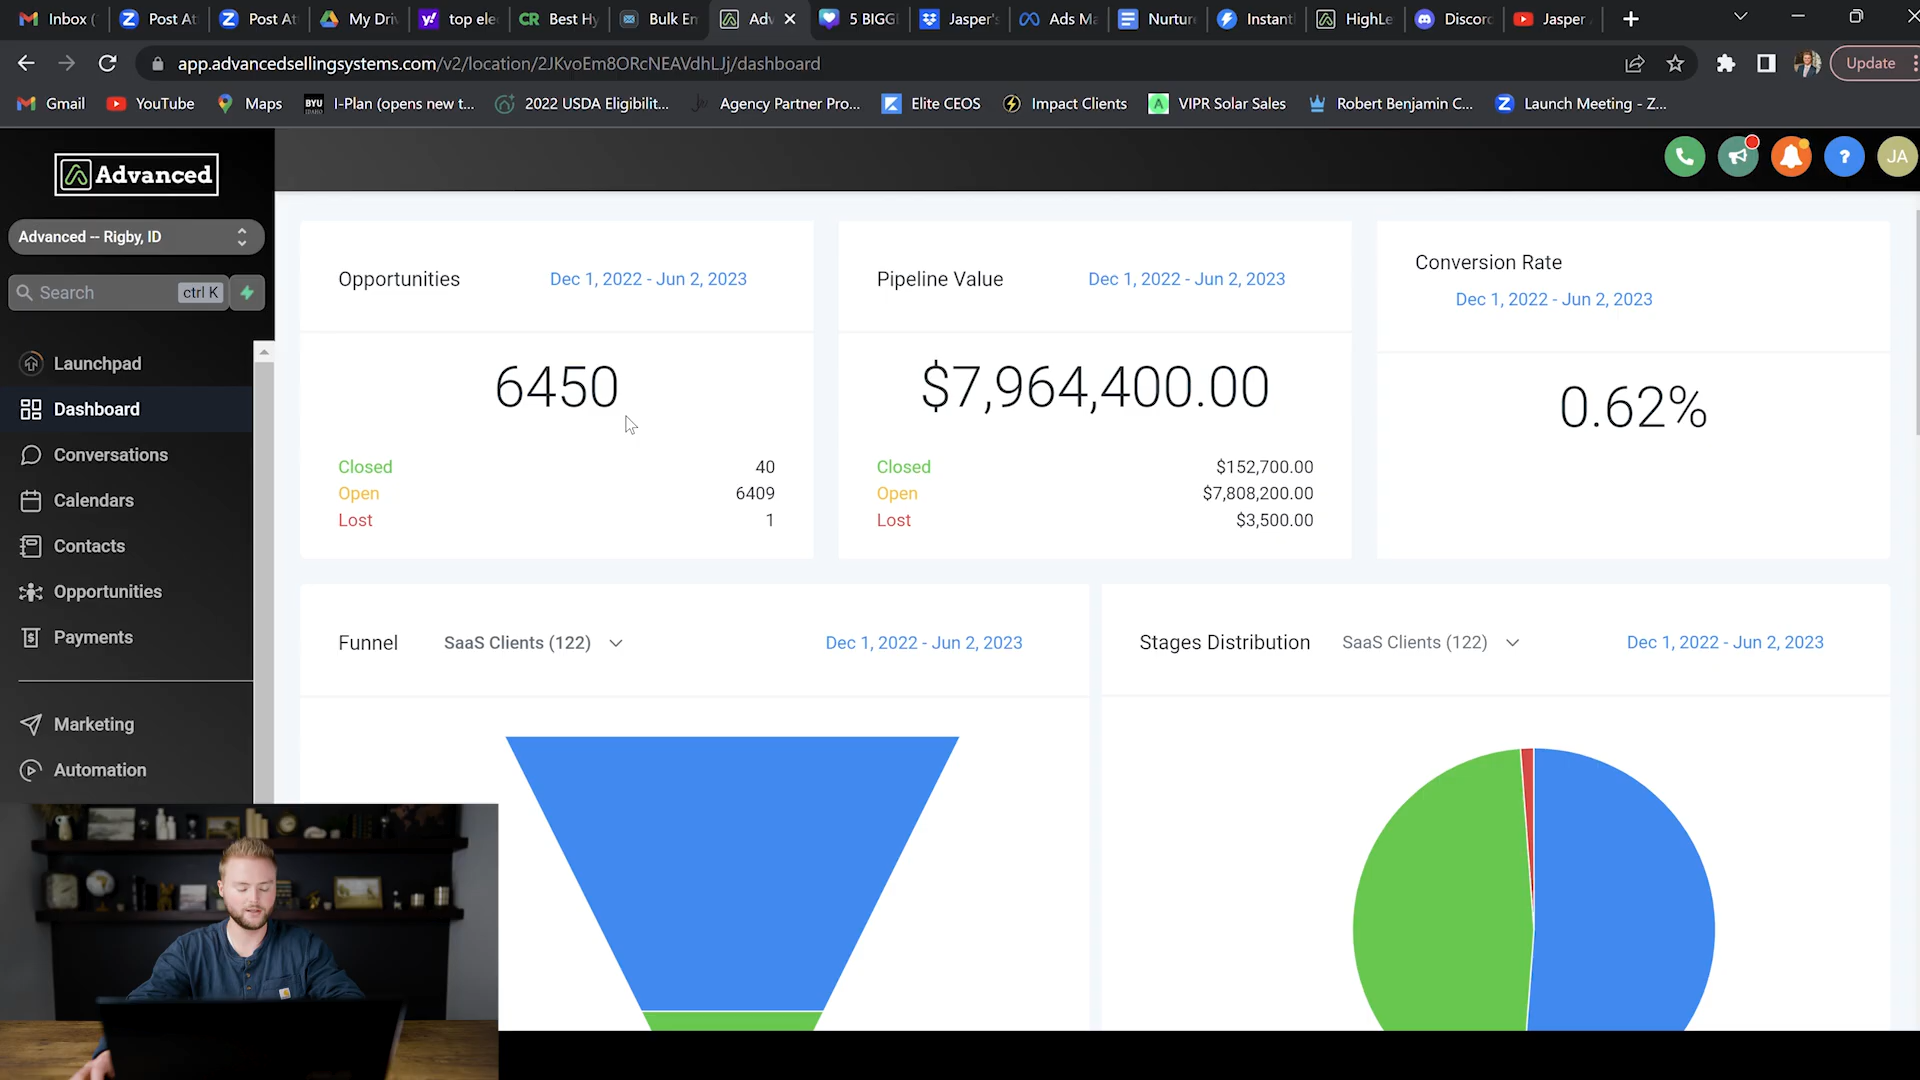 Inbox (
Post At
Post At
My Driv
top ele
Best Hy
Bulk Em
Adv
5 BIGG
Jasper's
Ads Ma
Nurture
Instant
HighLe
Discord
Jasper
app.advancedsellingsystems.com/v2/location/2JKvoEm8ORcNEAVdhLJj/dashboard
Update
Gmail
YouTube
Maps
BYU
IDAHO
I-Plan (opens new t...
2022 USDA Eligibilit...
Agency Partner Pro...
Elite CEOS
Impact Clients
VIPR Solar Sales
Robert Benjamin C...
Launch Meeting - Z...
Advanced
JA
Advanced -- Rigby, ID
Search
ctrl K
Launchpad
Dashboard
Conversations
Calendars
Contacts
Opportunities
Payments
Marketing
Automation
Opportunities
Dec 1, 2022 - Jun 2, 2023
6450
Closed 40
Open 6409
Lost 1
Pipeline Value
Dec 1, 2022 - Jun 2, 2023
$7,964,400.00
Closed $152,700.00
Open $7,808,200.00
Lost $3,500.00
Conversion Rate
Dec 1, 2022 - Jun 2, 2023
0.62%
Funnel
SaaS Clients (122)
Dec 1, 2022 - Jun 2, 2023
Stages Distribution
SaaS Clients (122)
Dec 1, 2022 - Jun 2, 2023